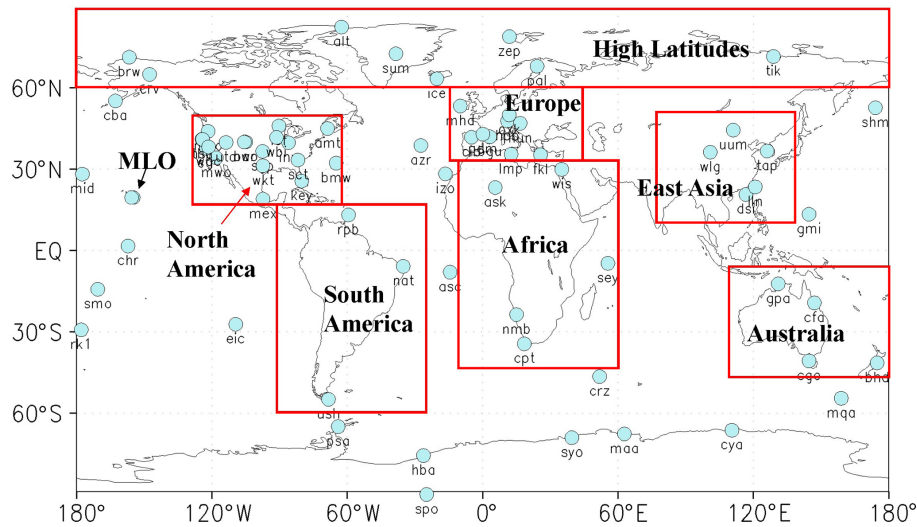 alt
zep
High Latitudes
brw
sum
tik
crv
ice
pal
60°N
cba
mhd
Europe
shm
MLO
azr
amt
uum
tap
wlg
30°N
mid
wkt
sct
bmw
key
izo
lmp
fkl
wis
ask
East Asia
dsi
lln
mex
gmi
North
America
rpb
EQ
chr
Africa
nat
asc
sey
smo
South
America
gpa
cfa
Australia
30°S
rk1
eic
nmb
cpt
cgo
bhd
crz
60°S
ush
mqa
psa
hba
syo
maa
cya
spo
180°
120°W
60°W
0°
60°E
120°E
180°